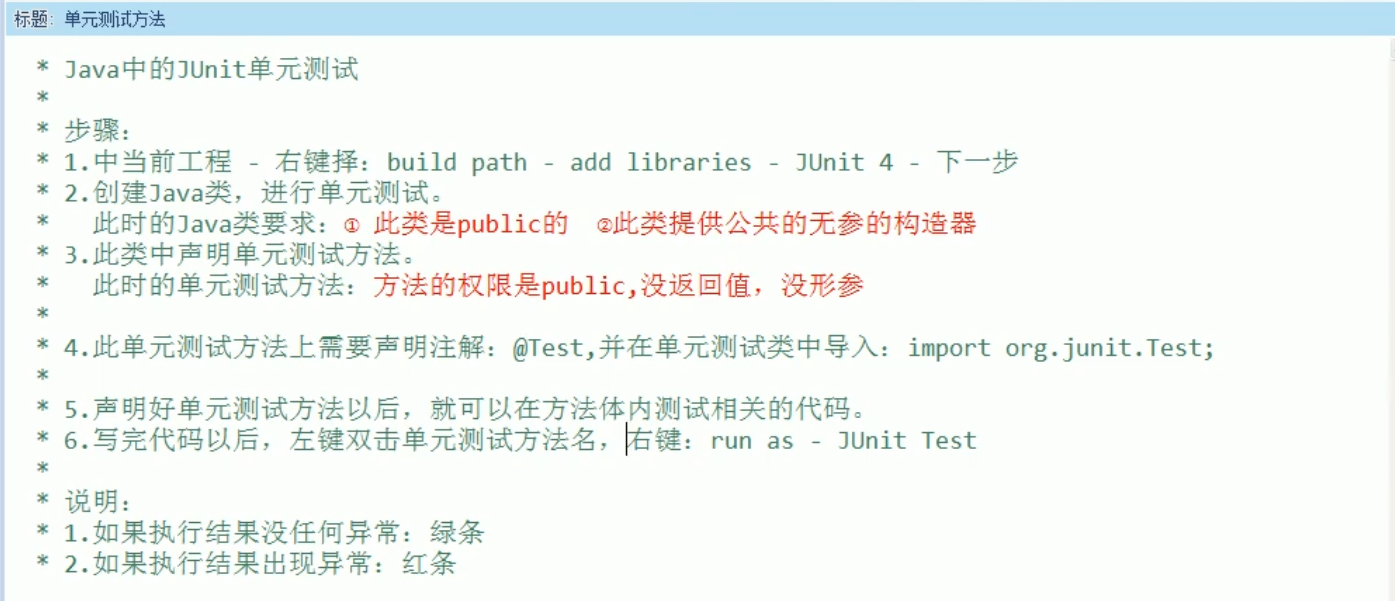 标题: 单元测试方法
* Java中的JUnit单元测试
*
* 步骤：
* 1.中当前工程 - 右键择：build path - add libraries - JUnit 4 - 下一步
* 2.创建Java类，进行单元测试。
*   此时的Java类要求：① 此类是public的  ②此类提供公共的无参的构造器
* 3.此类中声明单元测试方法。
*   此时的单元测试方法：方法的权限是public,没返回值，没形参
*
* 4.此单元测试方法上需要声明注解：@Test,并在单元测试类中导入：import org.junit.Test;
*
* 5.声明好单元测试方法以后，就可以在方法体内测试相关的代码。
* 6.写完代码以后，左键双击单元测试方法名，右键：run as - JUnit Test
*
* 说明：
* 1.如果执行结果没任何异常：绿条
* 2.如果执行结果出现异常：红条